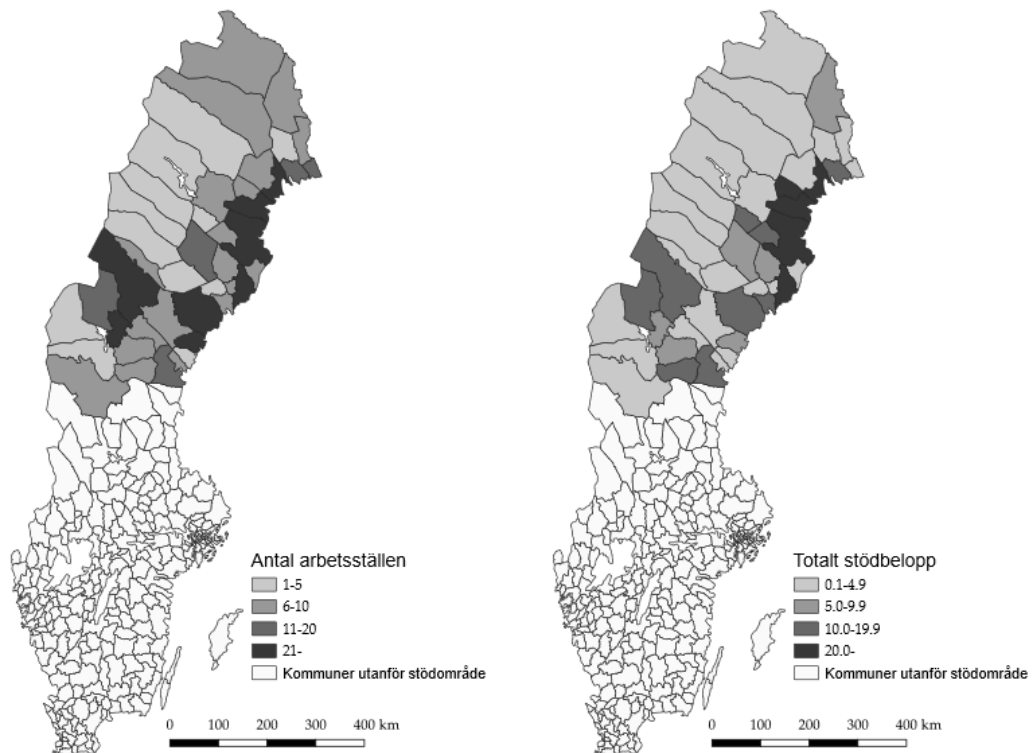 Antal arbetsställen
1-5
6-10
11-20
21-
Kommuner utanför stödområde
0 100 200 300 400 km
Totalt stödbelopp
0.1-4.9
5.0-9.9
10.0-19.9
20.0-
Kommuner utanför stödområde
0 100 200 300 400 km